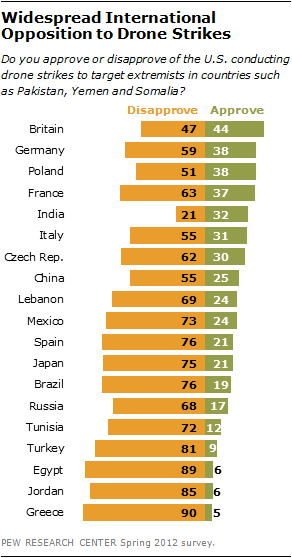 Widespread International
Opposition to Drone Strikes
Do you approve or disapprove of the U.S. conducting
drone strikes to target extremists in countries such
as Pakistan, Yemen and Somalia?
Disapprove Approve
Britain 47 44
Germany 59 38
Poland 51 38
France 63 37
India 21 32
Italy 55 31
Czech Rep. 62 30
China 55 25
Lebanon 69 24
Mexico 73 24
Spain 76 21
Japan 75 21
Brazil 76 19
Russia 68 17
Tunisia 72 12
Turkey 81 9
Egypt 89 6
Jordan 85 6
Greece 90 5
PEW RESEARCH CENTER Spring 2012 survey.